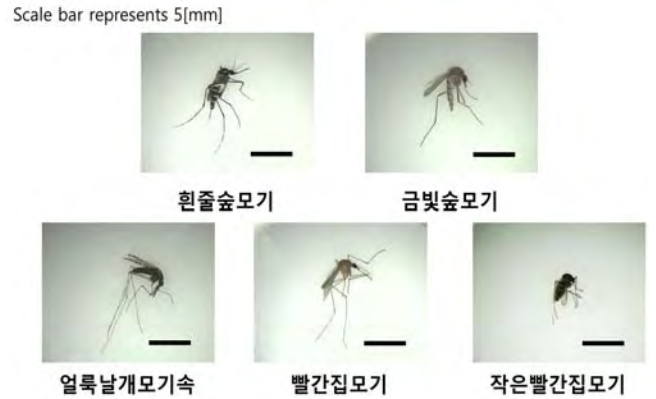 Scale bar represents 5[mm]
흰줄숲모기
금빛숲모기
얼룩날개모기속
빨간집모기
작은빨간집모기